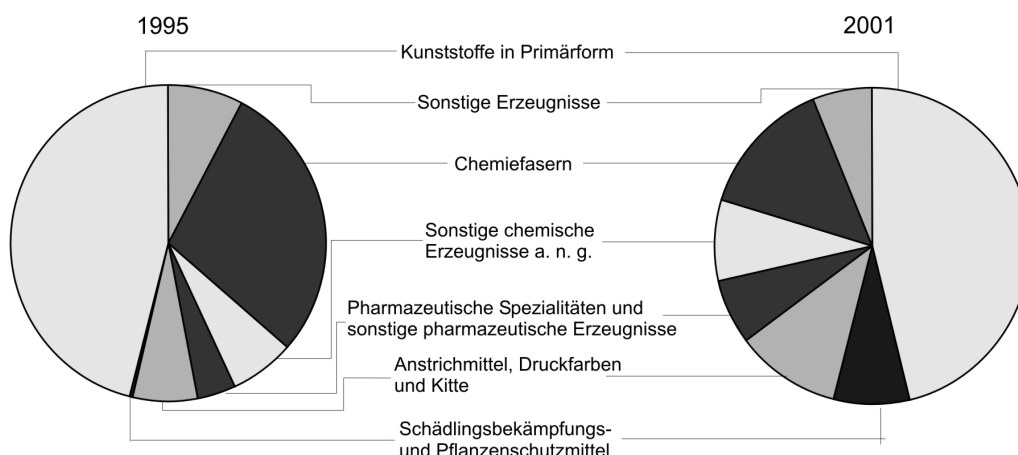 1995
2001
Kunststoffe in Primärform
Sonstige Erzeugnisse
Chemiefasern
Sonstige chemische
Erzeugnisse a. n. g.
Pharmazeutische Spezialitäten und
sonstige pharmazeutische Erzeugnisse
Anstrichmittel, Druckfarben
und Kitte
Schädlingsbekämpfungs-
und Pflanzenschutzmittel